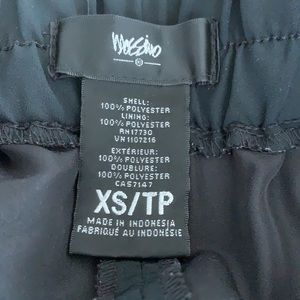 Mossimo
SHELL:
100% POLYESTER
LINING:
100% POLYESTER
RN17730
VN1107216
EXTÉRIEUR:
100% POLYESTER
DOUBLURE:
100% POLYESTER
CA57147
XS/TP
MADE IN INDONESIA
FABRIQUÉ AU INDONÉSIE